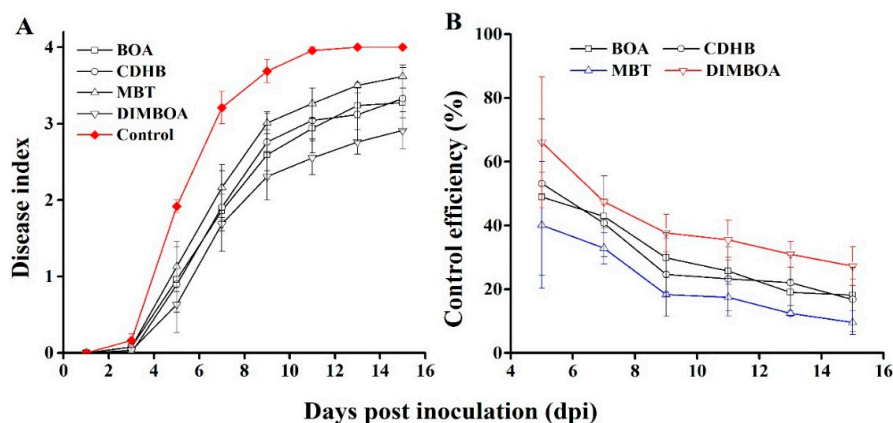 A
BOA
CDHB
MBT
DIMBOA
Control
Disease index
4
3
2
1
0
0 2 4 6 8 10 12 14 16
B
BOA CDHB
MBT DIMBOA
Control efficiency (%)
100
80
60
40
20
0
4 6 8 10 12 14 16
Days post inoculation (dpi)